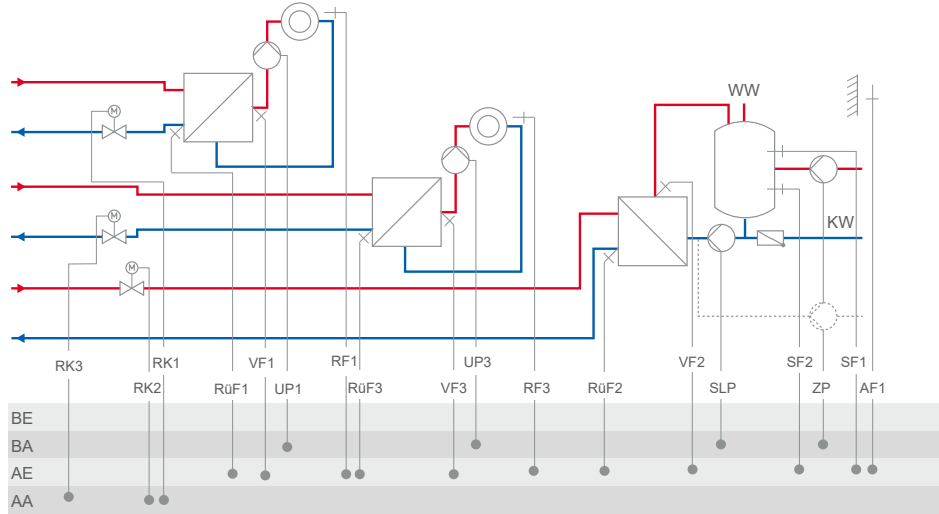 M
WW
M
KW
M
RK3 RK1 VF1 RF1 UP3 VF2 SF2 SF1
RK2 RüF1 UP1 RüF3 VF3 RF3 RüF2 SLP ZP AF1
BE
BA
AE
AA